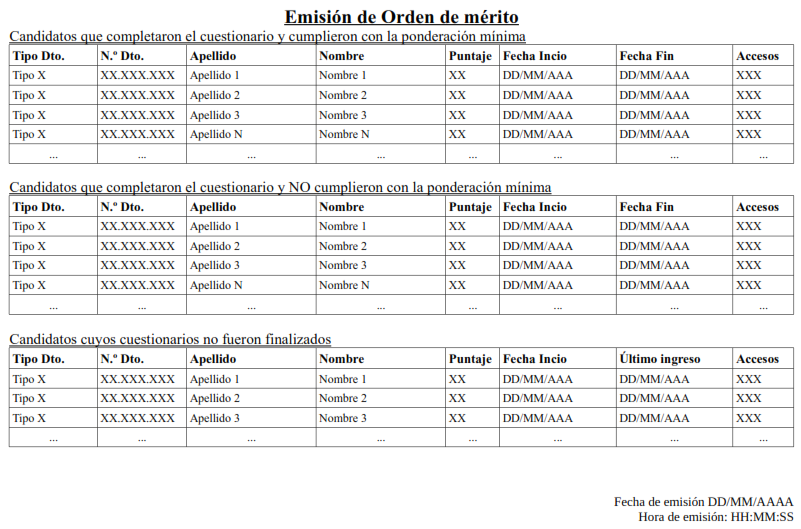 Emisión de Orden de mérito
Candidatos que completaron el cuestionario y cumplieron con la ponderación mínima
Tipo Dto. N.º Dto. Apellido Nombre Puntaje Fecha Incio Fecha Fin Accesos
Tipo X XX.XXX.XXX Apellido 1 Nombre 1 XX DD/MM/AAA DD/MM/AAA XXX
Tipo X XX.XXX.XXX Apellido 2 Nombre 2 XX DD/MM/AAA DD/MM/AAA XXX
Tipo X XX.XXX.XXX Apellido 3 Nombre 3 XX DD/MM/AAA DD/MM/AAA XXX
Tipo X XX.XXX.XXX Apellido N Nombre N XX DD/MM/AAA DD/MM/AAA XXX
... ... ... ... ... ... ... ...
Candidatos que completaron el cuestionario y NO cumplieron con la ponderación mínima
Tipo Dto. N.º Dto. Apellido Nombre Puntaje Fecha Incio Fecha Fin Accesos
Tipo X XX.XXX.XXX Apellido 1 Nombre 1 XX DD/MM/AAA DD/MM/AAA XXX
Tipo X XX.XXX.XXX Apellido 2 Nombre 2 XX DD/MM/AAA DD/MM/AAA XXX
Tipo X XX.XXX.XXX Apellido 3 Nombre 3 XX DD/MM/AAA DD/MM/AAA XXX
Tipo X XX.XXX.XXX Apellido N Nombre N XX DD/MM/AAA DD/MM/AAA XXX
... ... ... ... ... ... ... ...
Candidatos cuyos cuestionarios no fueron finalizados
Tipo Dto. N.º Dto. Apellido Nombre Puntaje Fecha Incio Último ingreso Accesos
Tipo X XX.XXX.XXX Apellido 1 Nombre 1 XX DD/MM/AAA DD/MM/AAA XXX
Tipo X XX.XXX.XXX Apellido 2 Nombre 2 XX DD/MM/AAA DD/MM/AAA XXX
Tipo X XX.XXX.XXX Apellido 3 Nombre 3 XX DD/MM/AAA DD/MM/AAA XXX
... ... ... ... ... ... ... ...
Fecha de emisión DD/MM/AAAA
Hora de emisión: HH:MM:SS